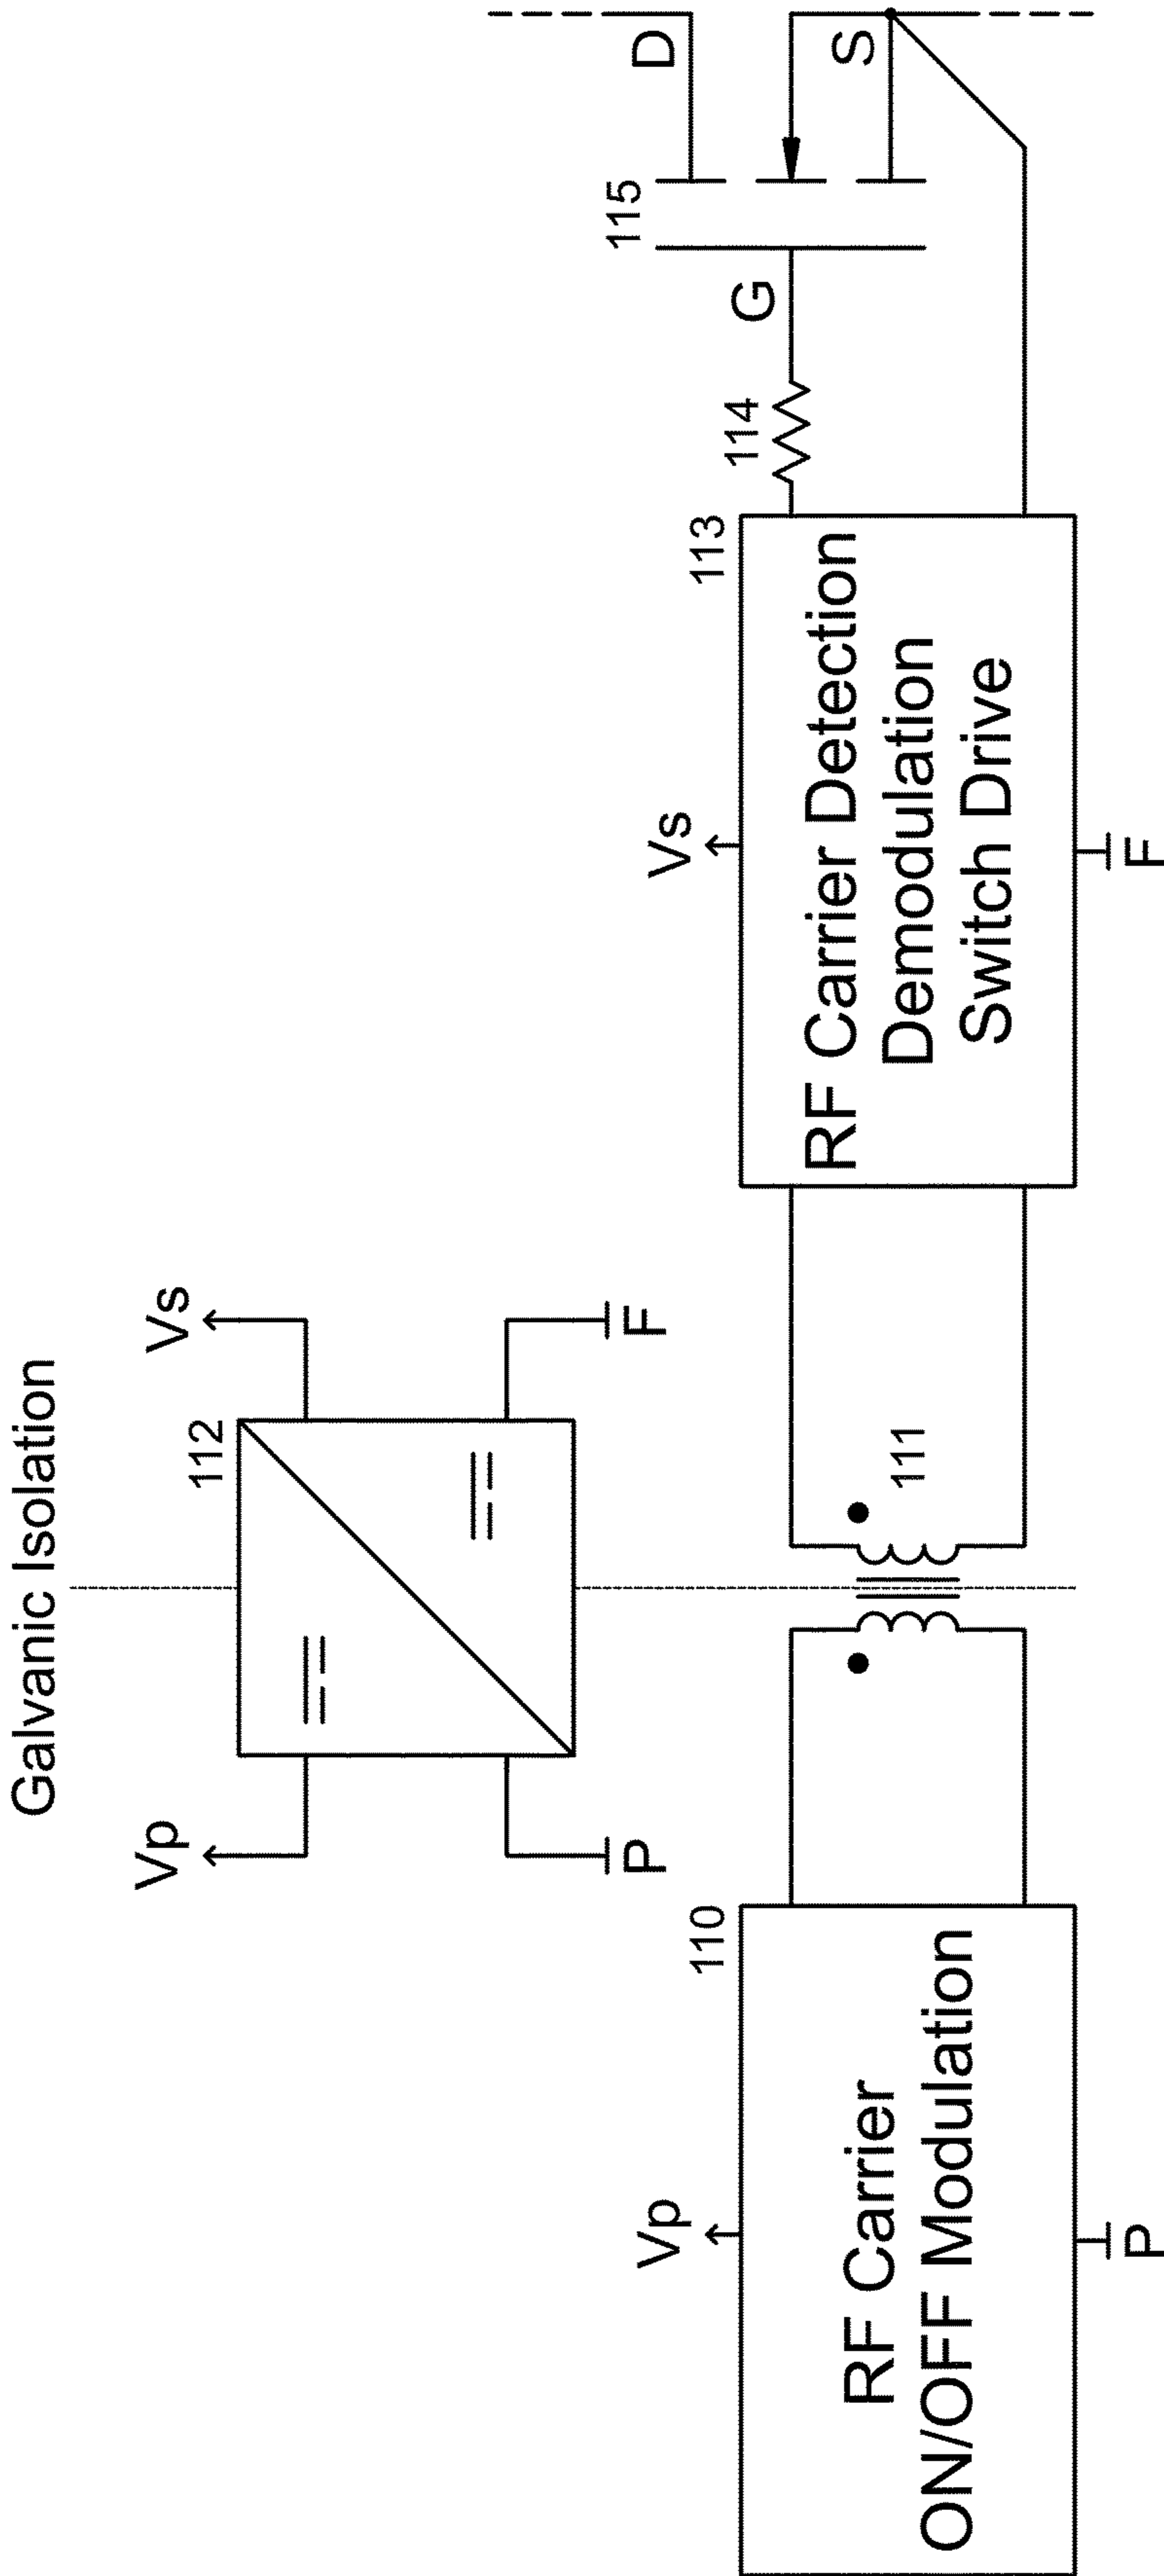 Galvanic Isolation
Vp
112
Vs
P
F
Vp
110
RF Carrier
ON/OFF Modulation
P
111
Vs
113
RF Carrier Detection
Demodulation
Switch Drive
F
114
G
115
D
S